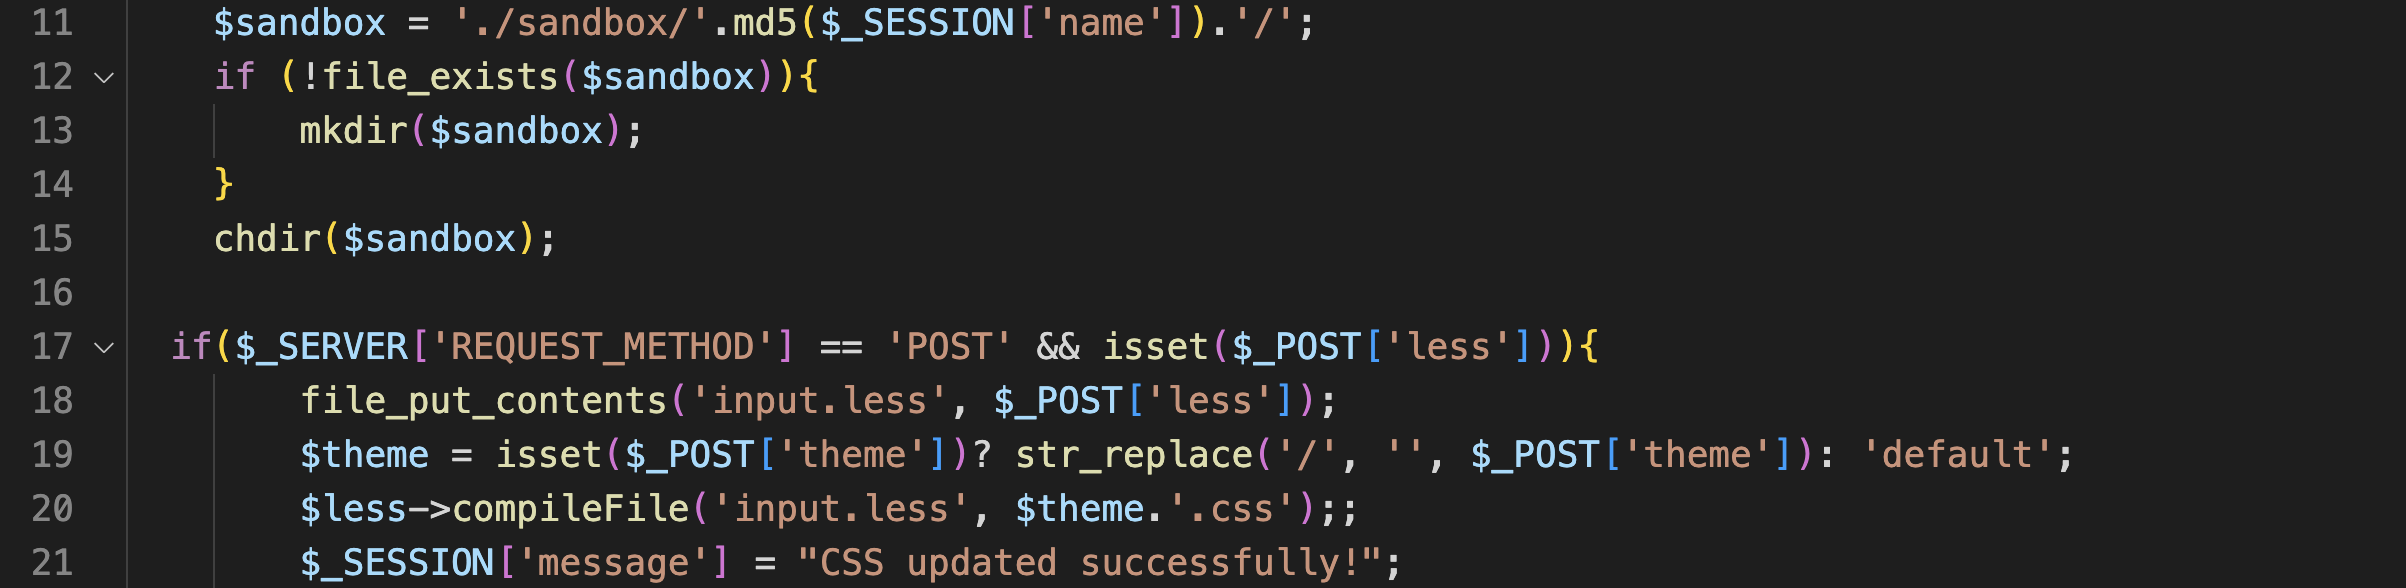 11 $sandbox = './sandbox/'.md5($_SESSION['name']).'/';
12 if (!file_exists($sandbox)){
13 mkdir($sandbox);
14 }
15 chdir($sandbox);
16
17 if($_SERVER['REQUEST_METHOD'] == 'POST' && isset($_POST['less'])){
18 file_put_contents('input.less', $_POST['less']);
19 $theme = isset($_POST['theme'])? str_replace('/', '', $_POST['theme']): 'default';
20 $less->compileFile('input.less', $theme.'.css');;
21 $_SESSION['message'] = "CSS updated successfully!";